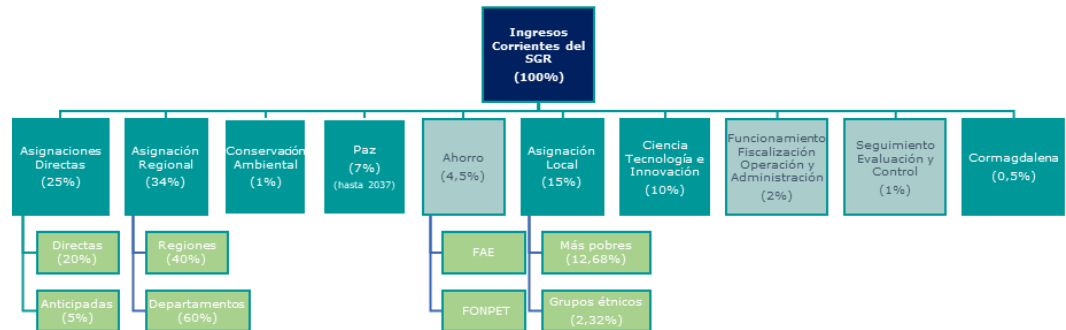 Ingresos
Corrientes del
SGR
(100%)
Asignaciones
Directas
(25%)
Asignación
Regional
(34%)
Conservación
Ambiental
(1%)
Paz
(7%)
(hasta 2037)
Ahorro
(4,5%)
Asignación
Local
(15%)
Ciencia
Tecnología e
Innovación
(10%)
Funcionamiento
Fiscalización
Operación y
Administración
(2%)
Seguimiento
Evaluación y
Control
(1%)
Cormagdalena
(0,5%)
Directas
(20%)
Regiones
(40%)
FAE
Más pobres
(12,68%)
Anticipadas
(5%)
Departamentos
(60%)
FONPET
Grupos étnicos
(2,32%)